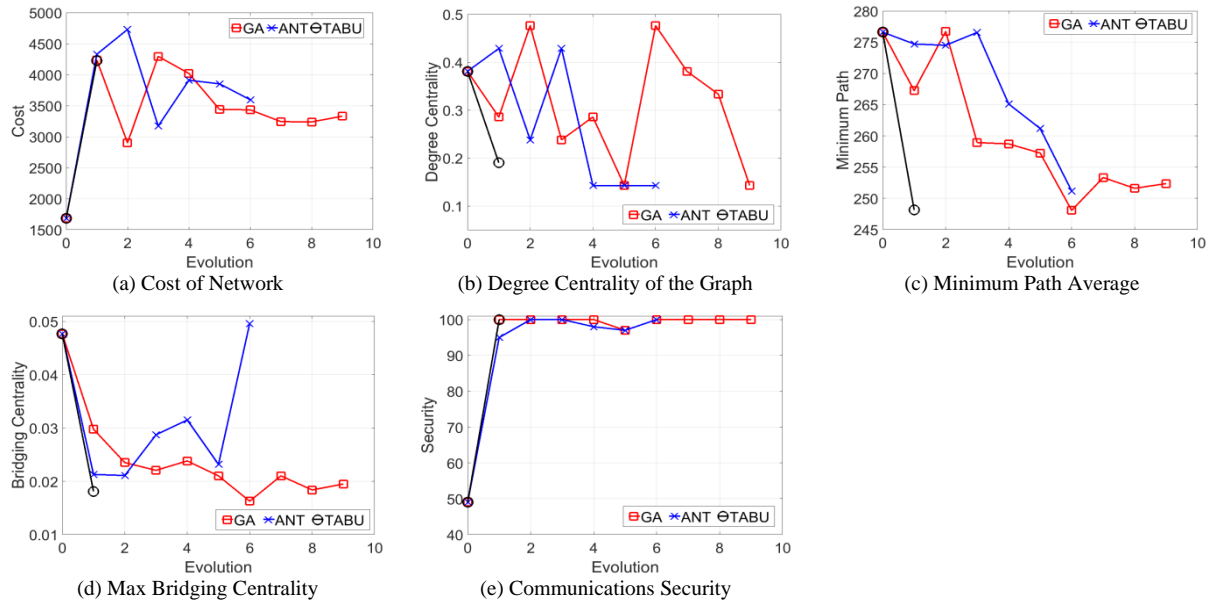 5000
4500
4000
3500
3000
2500
2000
1500
Cost
GA ANT TABU
0 2 4 6 8 10
Evolution
(a) Cost of Network
0.5
0.4
0.3
0.2
0.1
Degree Centrality
GA ANT TABU
0 2 4 6 8 10
Evolution
(b) Degree Centrality of the Graph
280
275
270
265
260
255
250
245
Minimum Path
GA ANT TABU
0 2 4 6 8 10
Evolution
(c) Minimum Path Average
0.05
0.04
0.03
0.02
0.01
Bridging Centrality
GA ANT TABU
0 2 4 6 8 10
Evolution
(d) Max Bridging Centrality
100
90
80
70
60
50
40
Security
GA ANT TABU
0 2 4 6 8 10
Evolution
(e) Communications Security